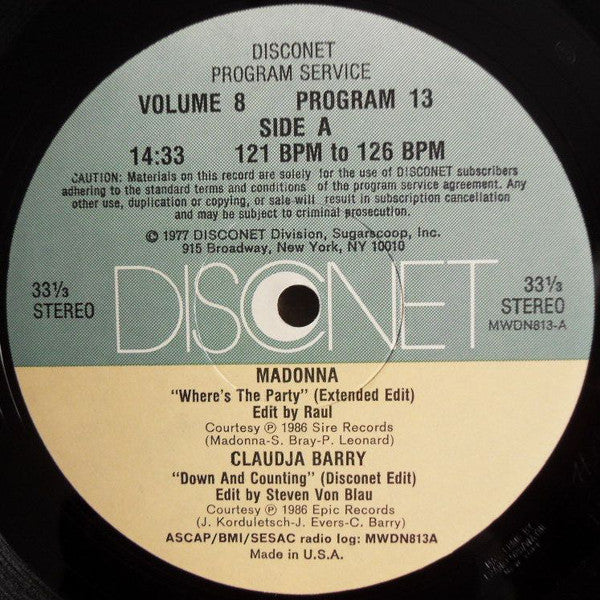 DISCONET
PROGRAM SERVICE
VOLUME 8 PROGRAM 13
SIDE A
14:33 121 BPM to 126 BPM
CAUTION: Materials on this record are solely for the use of DISCONET subscribers
adhering to the standard terms and conditions of the program service agreement. Any
other use, duplication or copying, or sale will result in subscription cancellation
and may be subject to criminal prosecution.
© 1977 DISCONET Division, Sugarscoop, Inc.
915 Broadway, New York, NY 10010
33⅓
STEREO
DISCONET
33⅓
STEREO
MWDN813-A
MADONNA
"Where's The Party" (Extended Edit)
Edit by Raul
Courtesy ℗ 1986 Sire Records
(Madonna-S. Bray-P. Leonard)
CLAUDJA BARRY
"Down And Counting" (Disconet Edit)
Edit by Steven Von Blau
Courtesy ℗ 1986 Epic Records
(J. Korduletsch-J. Evers-C. Barry)
ASCAP/BMI/SESAC radio log: MWDN813A
Made in U.S.A.